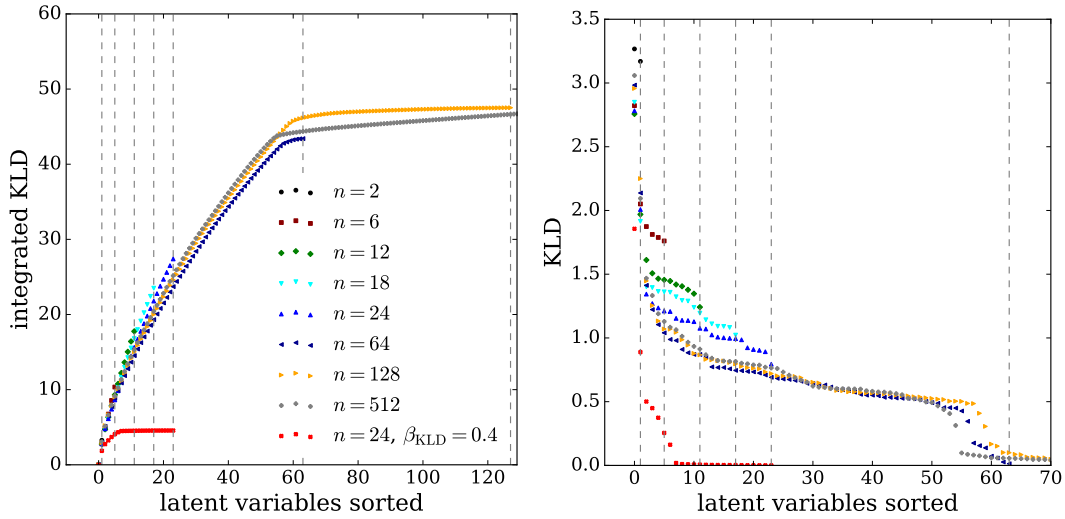 60
50
40
30
20
10
0
integrated KLD
0 20 40 60 80 100 120
latent variables sorted
n = 2
n = 6
n = 12
n = 18
n = 24
n = 64
n = 128
n = 512
n = 24, β_KLD = 0.4
3.5
3.0
2.5
2.0
1.5
1.0
0.5
0.0
KLD
0 10 20 30 40 50 60 70
latent variables sorted